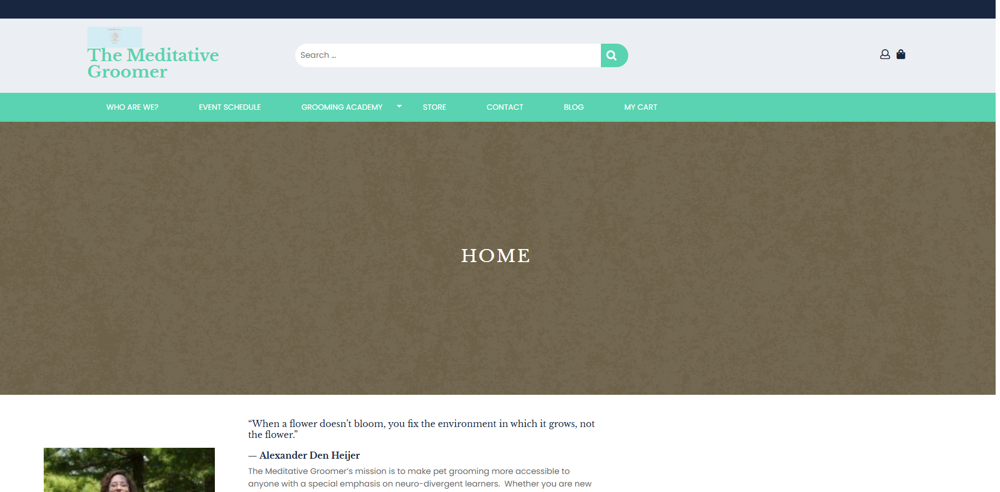 The Meditative
Groomer
Search ...
WHO ARE WE?
EVENT SCHEDULE
GROOMING ACADEMY
STORE
CONTACT
BLOG
MY CART
HOME
“When a flower doesn’t bloom, you fix the environment in which it grows, not
the flower.”
— Alexander Den Heijer
The Meditative Groomer’s mission is to make pet grooming more accessible to
anyone with a special emphasis on neuro-divergent learners.  Whether you are new